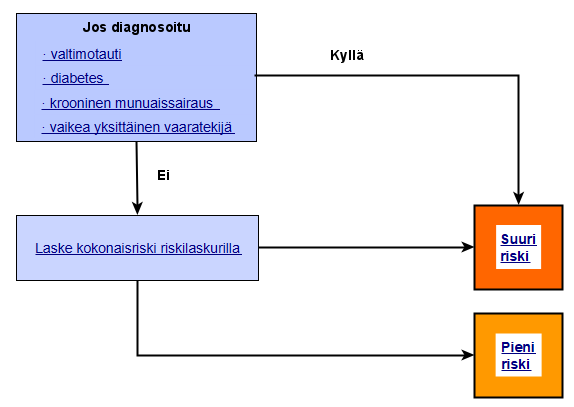 Jos diagnosoitu
· valtimotauti
· diabetes
· krooninen munuaissairaus
· vaikea yksittäinen vaaratekijä
Kyllä
Ei
Laske kokonaisriski riskilaskurilla
Suuri
riski
Pieni
riski